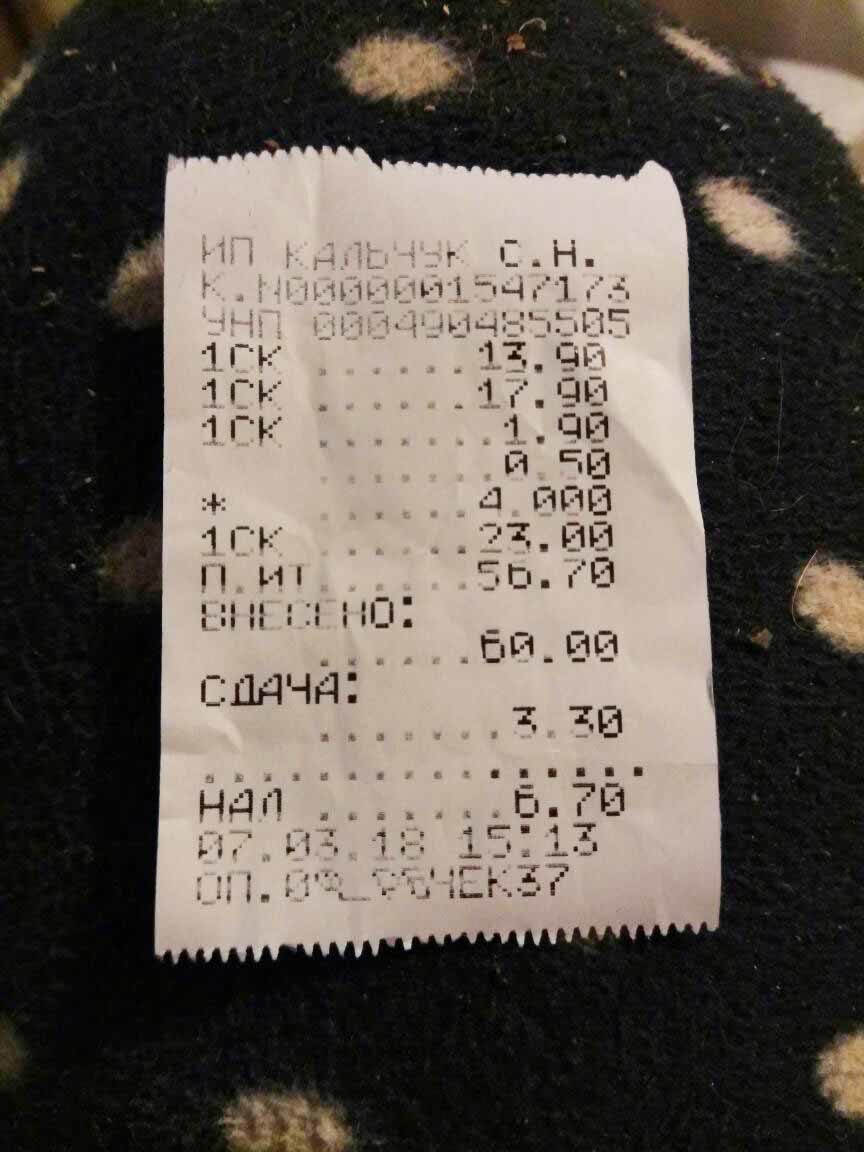 ИП КАЛЬЧУК С.Н.
К.N0000001547173
УНП 000490485505
1СК ......13.90
1СК ......17.90
1СК .......1.90
.......0.50
* ......4.000
1СК ......23.00
П.ИТ......56.70
ВНЕСЕНО:
......60.00
СДАЧА:
.......3.30
................
НАЛ .......6.70
07.03.18 15:13
ЧЕК37